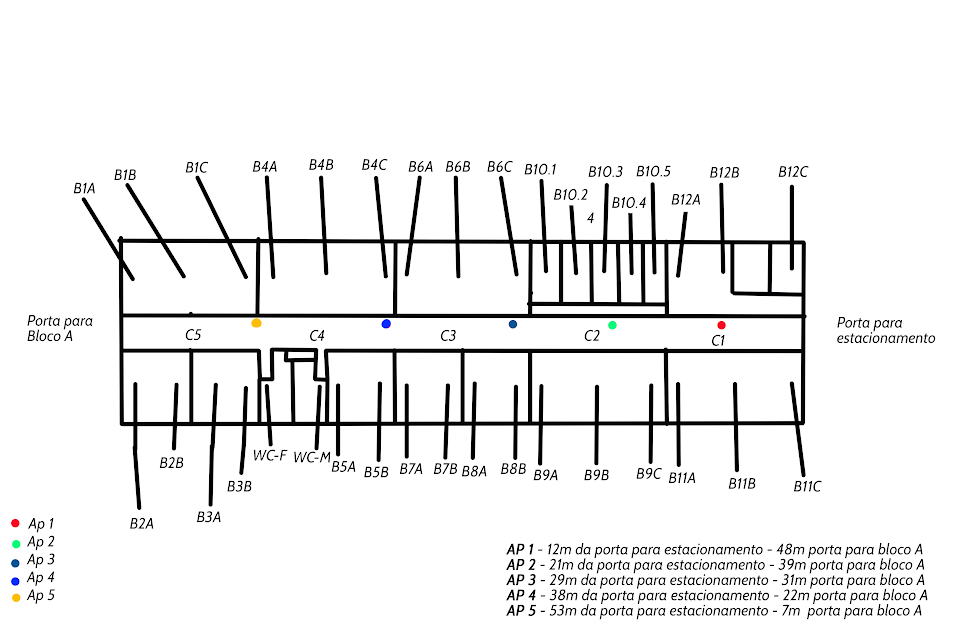 B1A
B1B
B1C
B4A
B4B
B4C
B6A
B6B
B6C
B10.1
B10.2
B10.3
4
B10.4
B10.5
B12A
B12B
B12C
Porta para
Bloco A
C5
C4
C3
C2
C1
Porta para
estacionamento
B2A
B2B
B3A
B3B
WC-F
WC-M
B5A
B5B
B7A
B7B
B8A
B8B
B9A
B9B
B9C
B11A
B11B
B11C
Ap 1
Ap 2
Ap 3
Ap 4
Ap 5
AP 1 - 12m da porta para estacionamento - 48m porta para bloco A
AP 2 - 21m da porta para estacionamento - 39m porta para bloco A
AP 3 - 29m da porta para estacionamento - 31m porta para bloco A
AP 4 - 38m da porta para estacionamento - 22m porta para bloco A
AP 5 - 53m da porta para estacionamento - 7m porta para bloco A